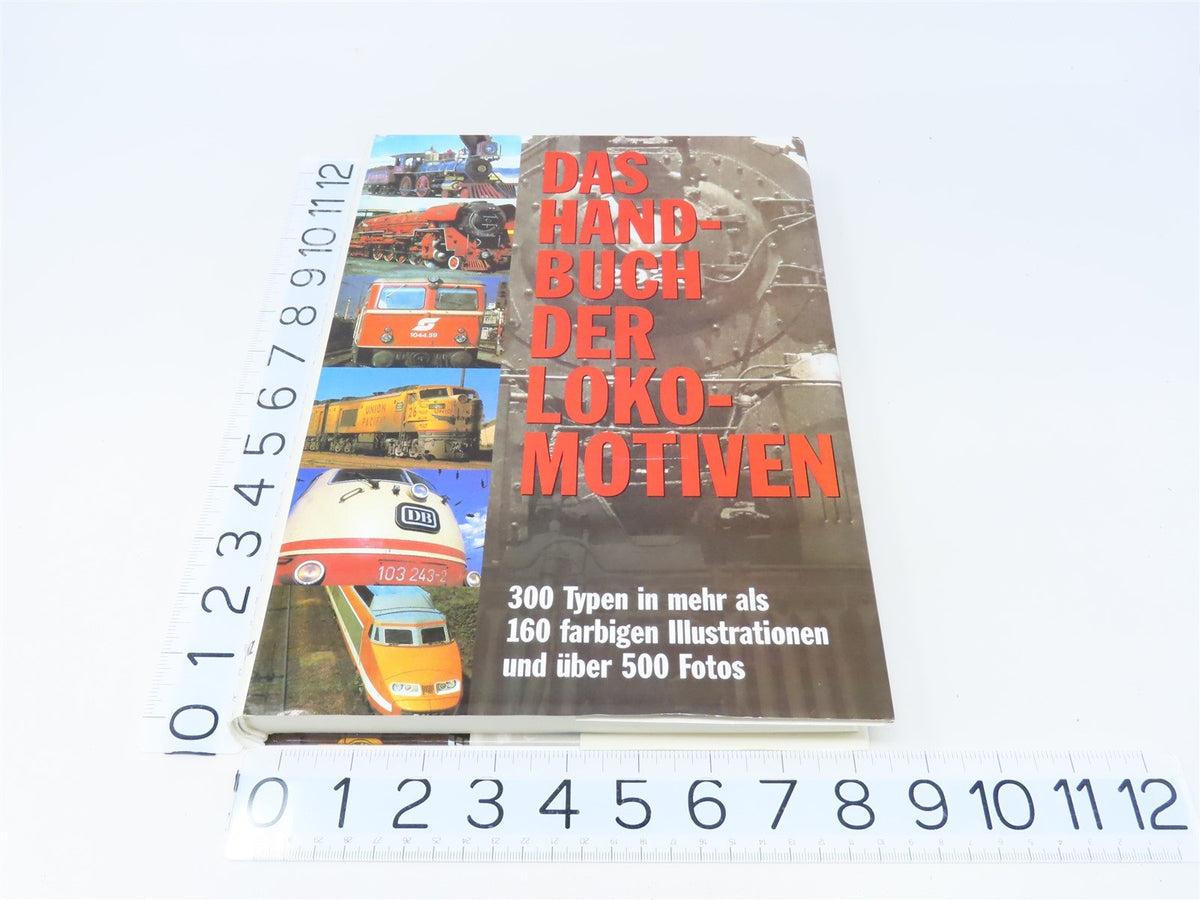 DAS
HAND-
BUCH
DER
LOKO-
MOTIVEN
300 Typen in mehr als
160 farbigen Illustrationen
und über 500 Fotos
1044.59
UNION
PACIFIC
26
DB
103 243-2
0 1 2 3 4 5 6 7 8 9 10 11 12
0 1 2 3 4 5 6 7 8 9 10 11 12